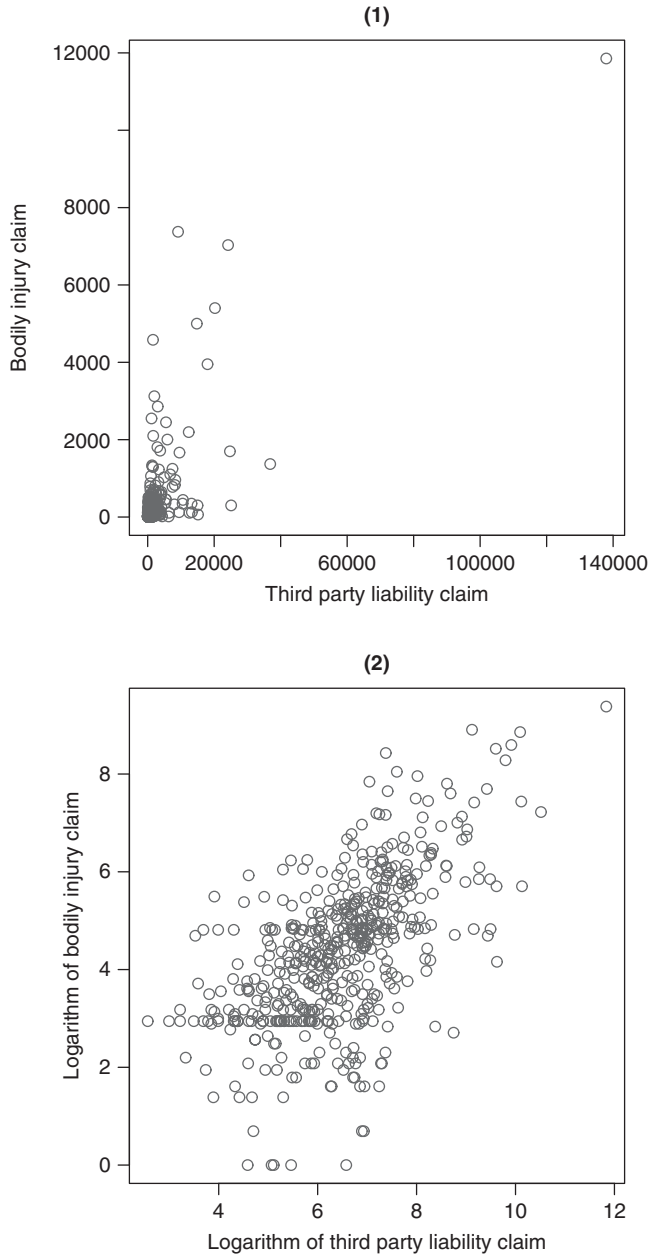 (1)
12000
8000
6000
4000
2000
0
Bodily injury claim
0 20000 60000 100000 140000
Third party liability claim
(2)
8
6
4
2
0
Logarithm of bodily injury claim
4 6 8 10 12
Logarithm of third party liability claim